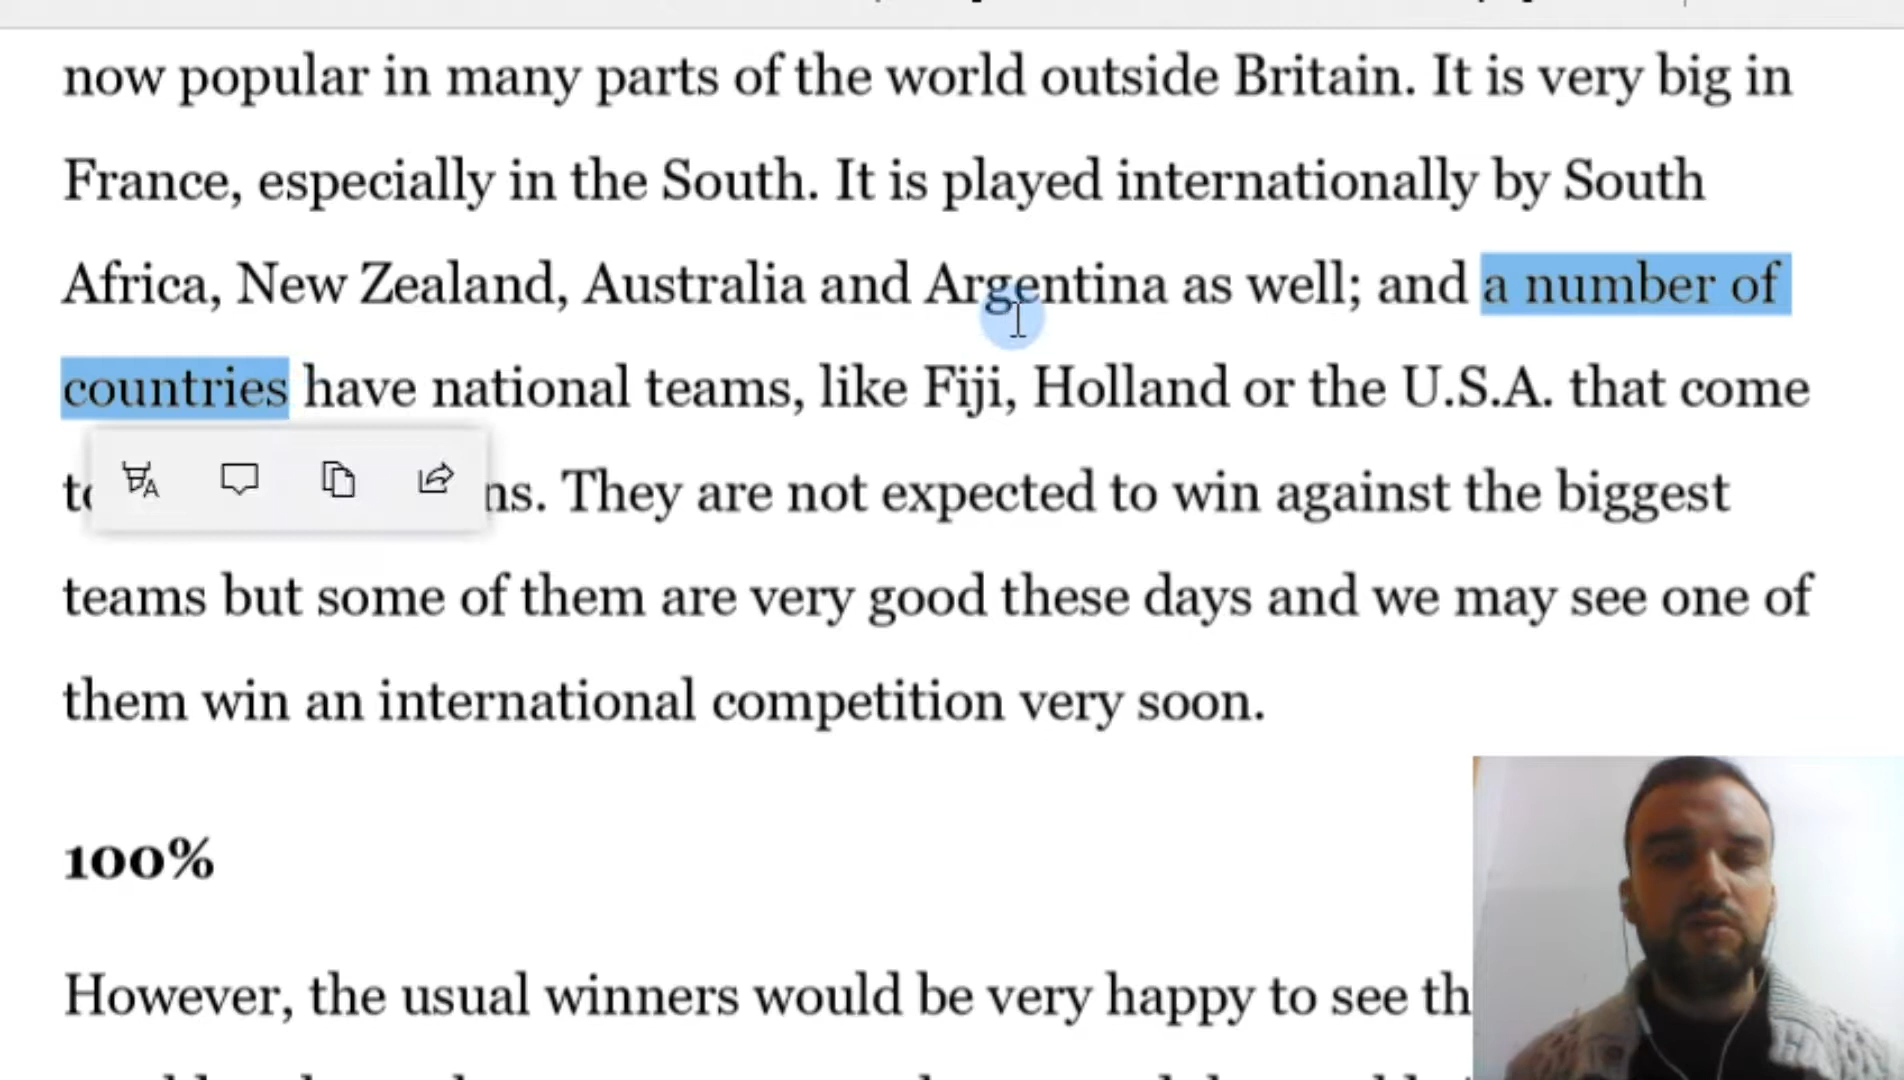 now popular in many parts of the world outside Britain. It is very big in
France, especially in the South. It is played internationally by South
Africa, New Zealand, Australia and Argentina as well; and a number of
countries have national teams, like Fiji, Holland or the U.S.A. that come
They are not expected to win against the biggest
teams but some of them are very good these days and we may see one of
them win an international competition very soon.
100%
However, the usual winners would be very happy to see